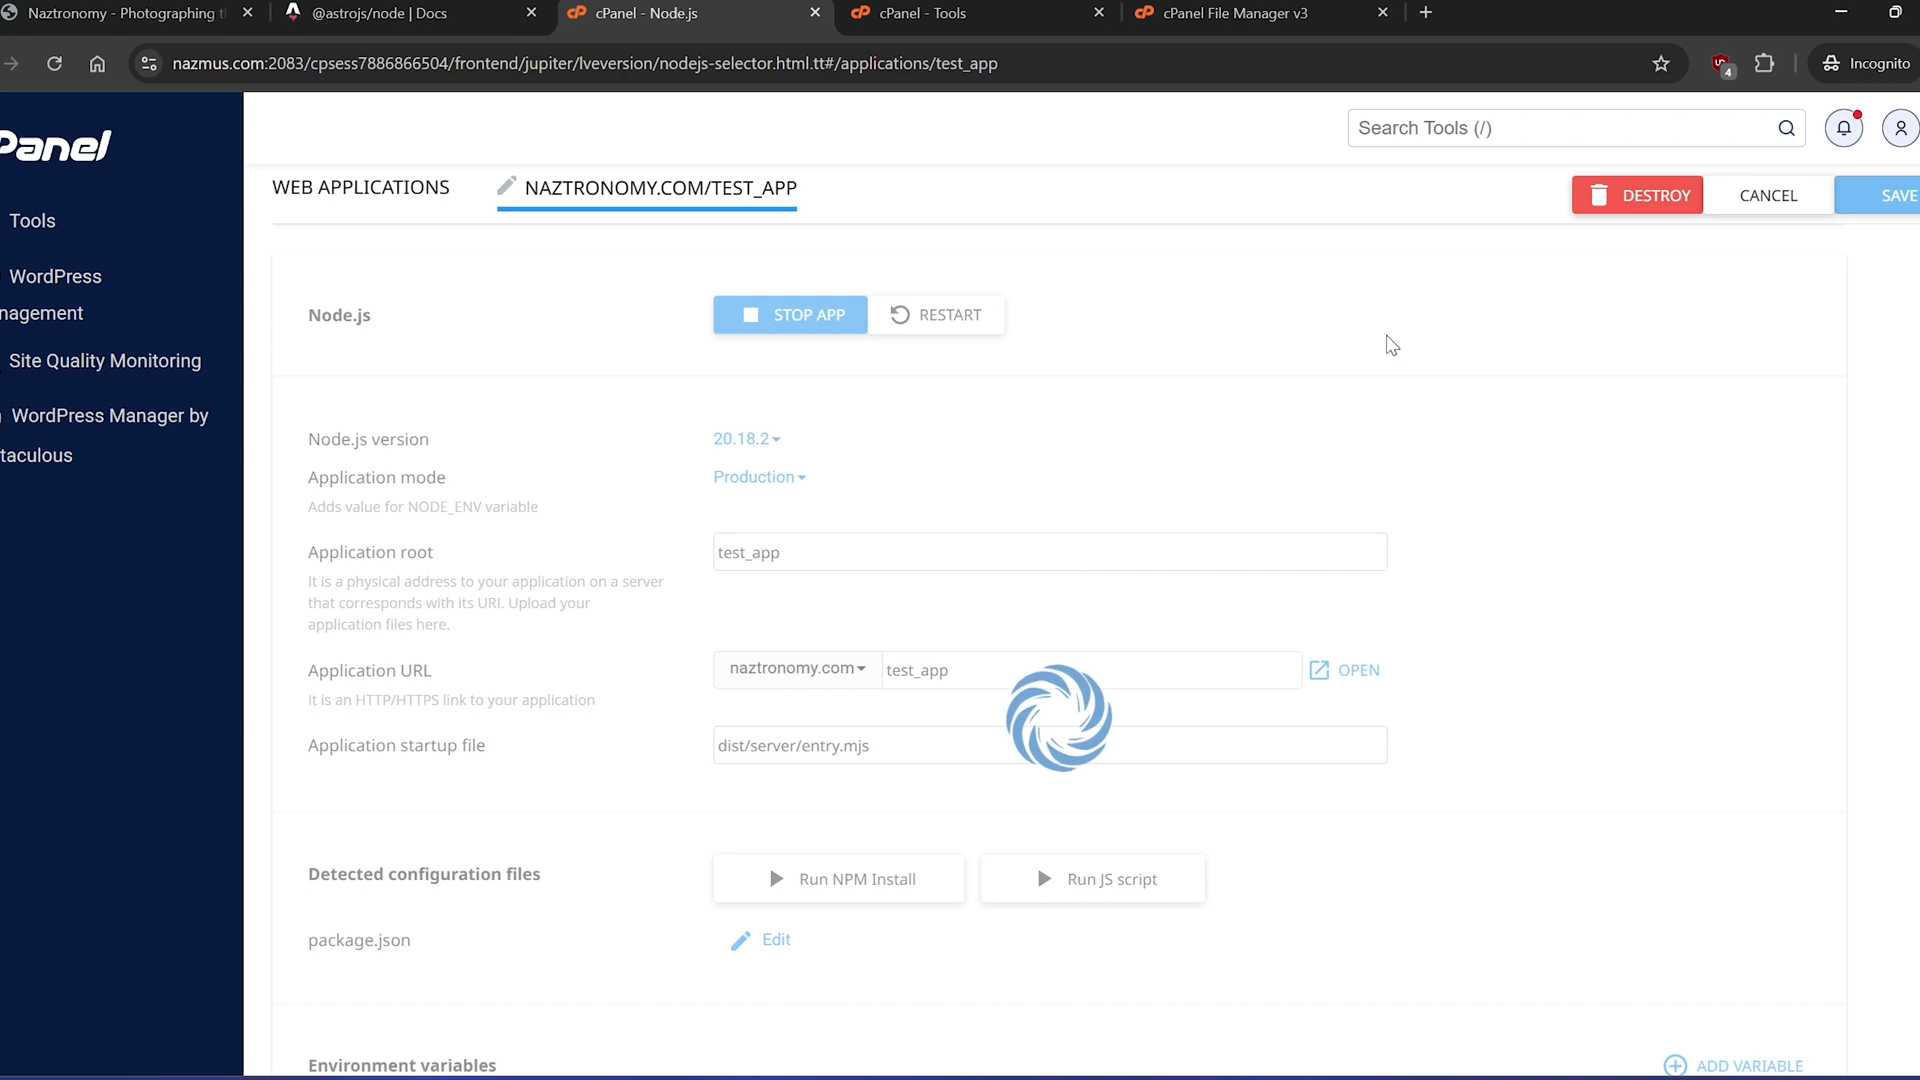 Naztronomy - Photographing t
@astrojs/node | Docs
cPanel - Node.js
cPanel - Tools
cPanel File Manager v3
nazmus.com:2083/cpsess7886866504/frontend/jupiter/lveversion/nodejs-selector.html.tt#/applications/test_app
4
Incognito
Panel
Search Tools (/)
WEB APPLICATIONS
NAZTRONOMY.COM/TEST_APP
DESTROY
CANCEL
SAVE
Tools
WordPress
nagement
Site Quality Monitoring
WordPress Manager by
taculous
Node.js
STOP APP
RESTART
Node.js version
20.18.2
Application mode
Production
Adds value for NODE_ENV variable
Application root
test_app
It is a physical address to your application on a server
that corresponds with its URI. Upload your
application files here.
Application URL
naztronomy.com
test_app
OPEN
It is an HTTP/HTTPS link to your application
Application startup file
dist/server/entry.mjs
Detected configuration files
Run NPM Install
Run JS script
package.json
Edit
Environment variables
ADD VARIABLE